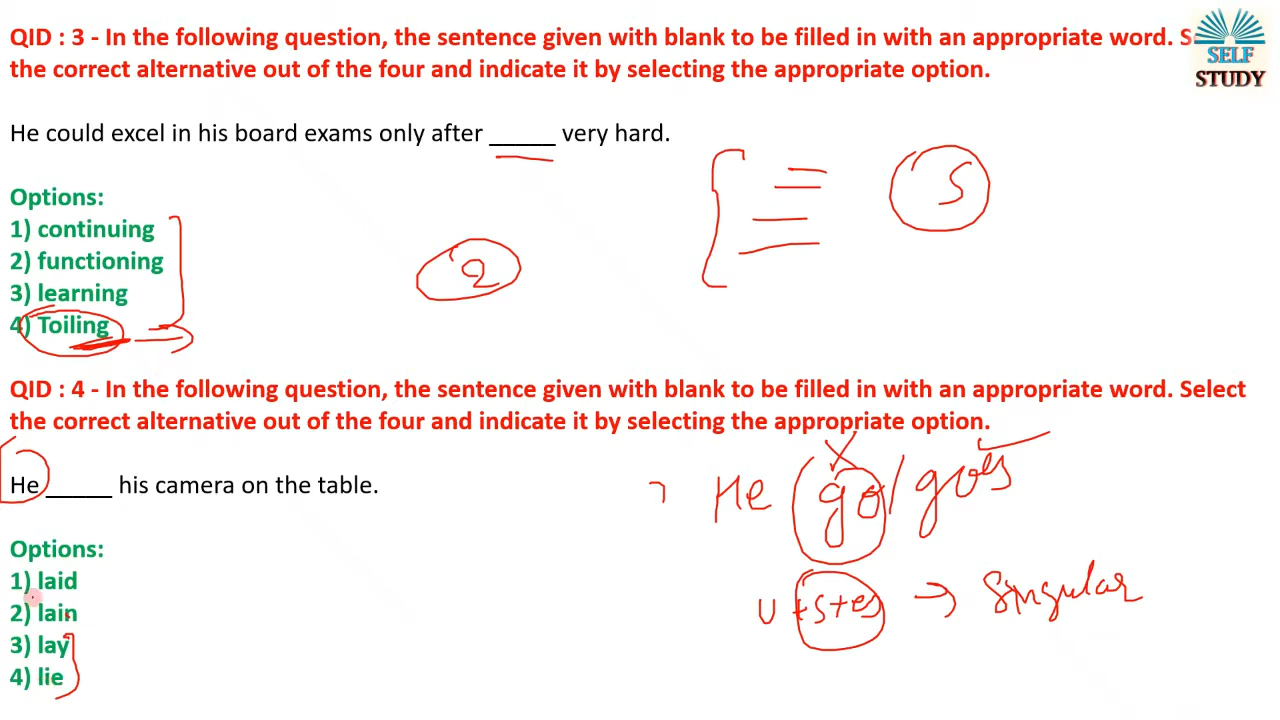 QID : 3 - In the following question, the sentence given with blank to be filled in with an appropriate word. S
the correct alternative out of the four and indicate it by selecting the appropriate option.
SELF
STUDY
He could excel in his board exams only after _____ very hard.
S
Options:
1) continuing
2) functioning
3) learning
4) Toiling
2
QID : 4 - In the following question, the sentence given with blank to be filled in with an appropriate word. Select
the correct alternative out of the four and indicate it by selecting the appropriate option.
He _____ his camera on the table.
He go/goes
Options:
1) laid
2) lain
3) lay
4) lie
V+s+es → Singular